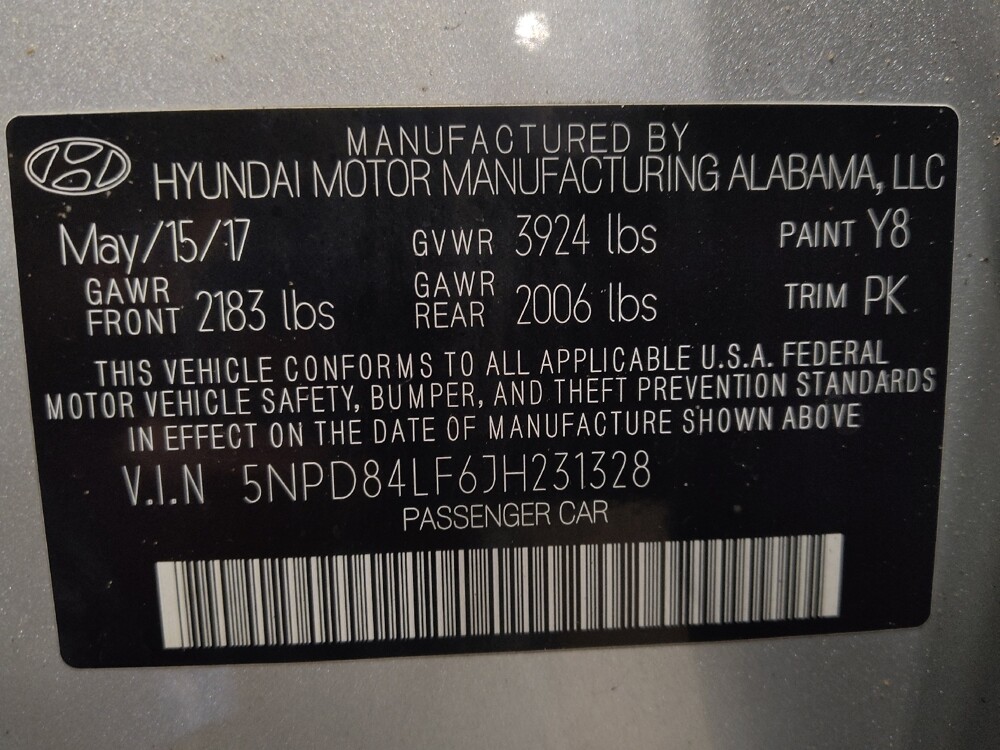 MANUFACTURED BY
HYUNDAI MOTOR MANUFACTURING ALABAMA, LLC
May/15/17 GVWR 3924 lbs PAINT Y8
GAWR FRONT 2183 lbs GAWR REAR 2006 lbs TRIM PK
THIS VEHICLE CONFORMS TO ALL APPLICABLE U.S.A. FEDERAL
MOTOR VEHICLE SAFETY, BUMPER, AND THEFT PREVENTION STANDARDS
IN EFFECT ON THE DATE OF MANUFACTURE SHOWN ABOVE
V.I.N 5NPD84LF6JH231328
PASSENGER CAR